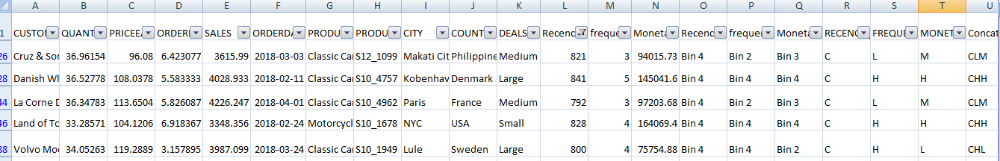 A B C D E F G H I J K L M N O P Q R S T U
1 CUSTO QUANT PRICEE ORDERI SALES ORDERDA PRODU PRODU CITY COUNT DEALS Recenc freque Moneta Recenc frequer Moneta RECENC FREQUE MONET Concat
26 Cruz & Sor 36.96154 96.08 6.423077 3615.99 2018-03-03 Classic Car S12_1099 Makati Cit Philippine Medium 821 3 94015.73 Bin 4 Bin 2 Bin 3 C L M CLM
28 Danish Wh 36.52778 108.0378 5.583333 4028.933 2018-02-11 Classic Car S10_4757 Kobenhav Denmark Large 841 5 145041.6 Bin 4 Bin 4 Bin 4 C H H CHH
44 La Corne D 36.34783 113.6504 5.826087 4226.247 2018-04-01 Classic Car S10_4962 Paris France Medium 792 3 97203.68 Bin 4 Bin 2 Bin 3 C L M CLM
46 Land of To 33.28571 104.1206 6.918367 3348.356 2018-02-24 Motorcycl S10_1678 NYC USA Small 828 4 164069.4 Bin 4 Bin 4 Bin 4 C H H CHH
38 Volvo Mo 34.05263 119.2889 3.157895 3987.099 2018-03-24 Classic Car S10_1949 Lule Sweden Large 800 4 75754.88 Bin 4 Bin 4 Bin 2 C H L CHL